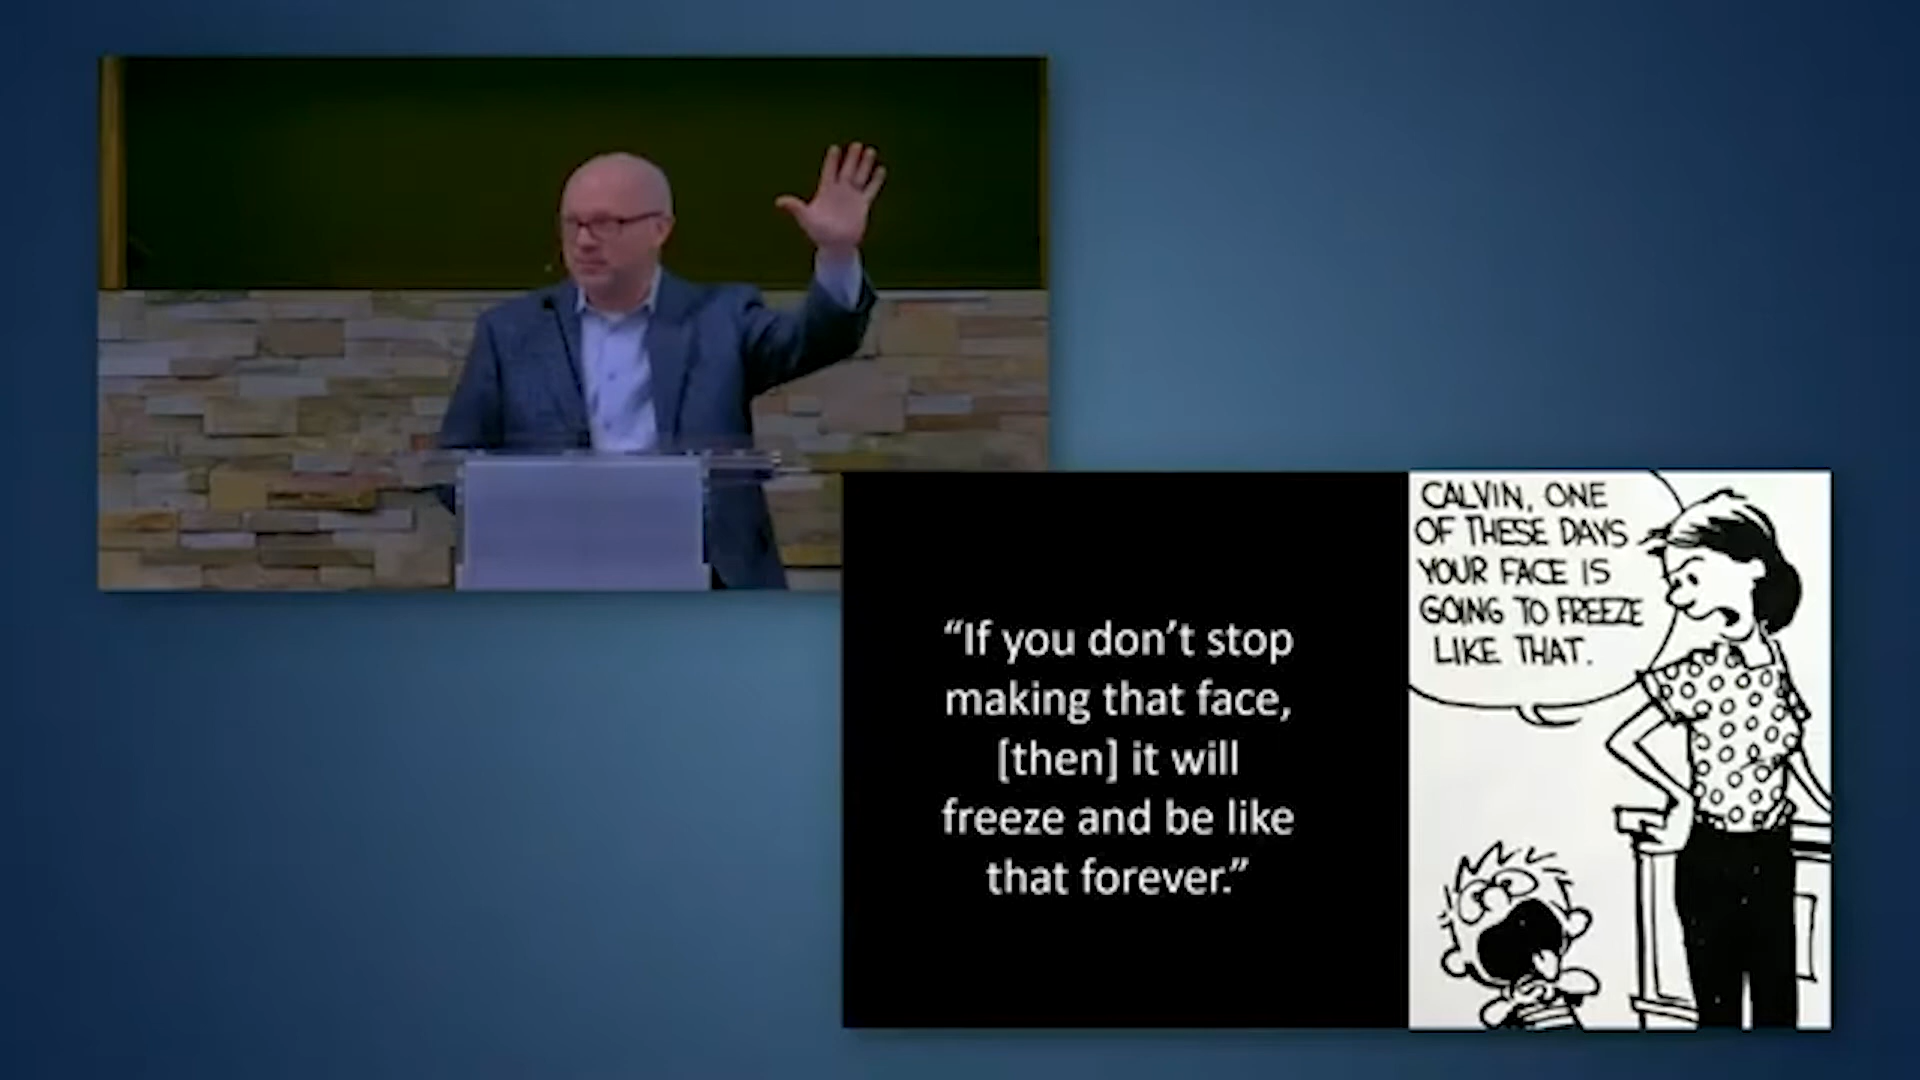 “If you don’t stop
making that face,
[then] it will
freeze and be like
that forever.”
CALVIN, ONE
OF THESE DAYS
YOUR FACE IS
GOING TO FREEZE
LIKE THAT.